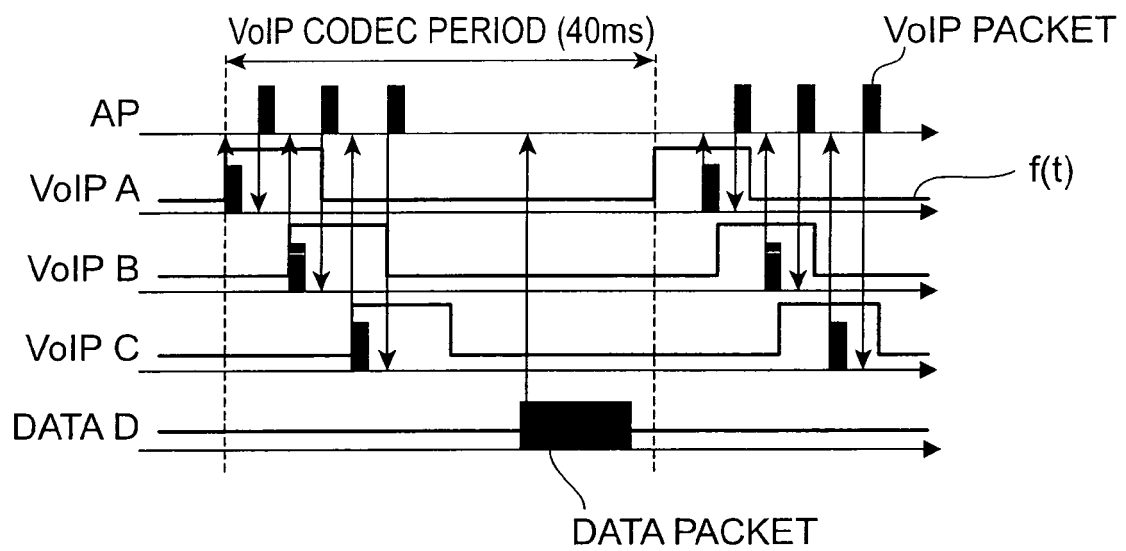 VoIP CODEC PERIOD (40ms)
VoIP PACKET
AP
VoIP A
f(t)
VoIP B
VoIP C
DATA D
DATA PACKET